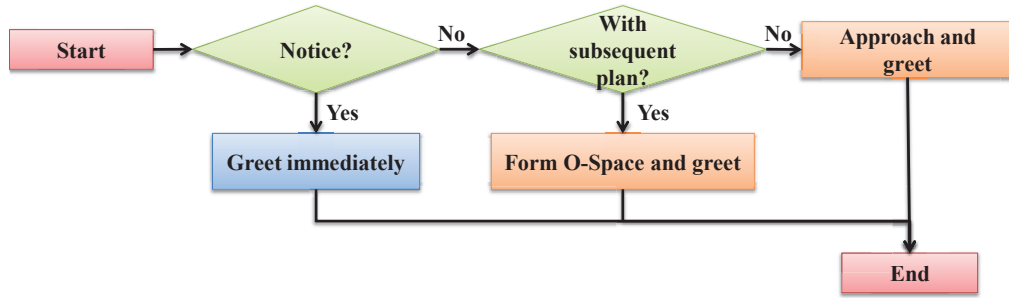 Start
Notice?
No
With
subsequent
plan?
No
Approach and
greet
Yes
Yes
Greet immediately
Form O-Space and greet
End